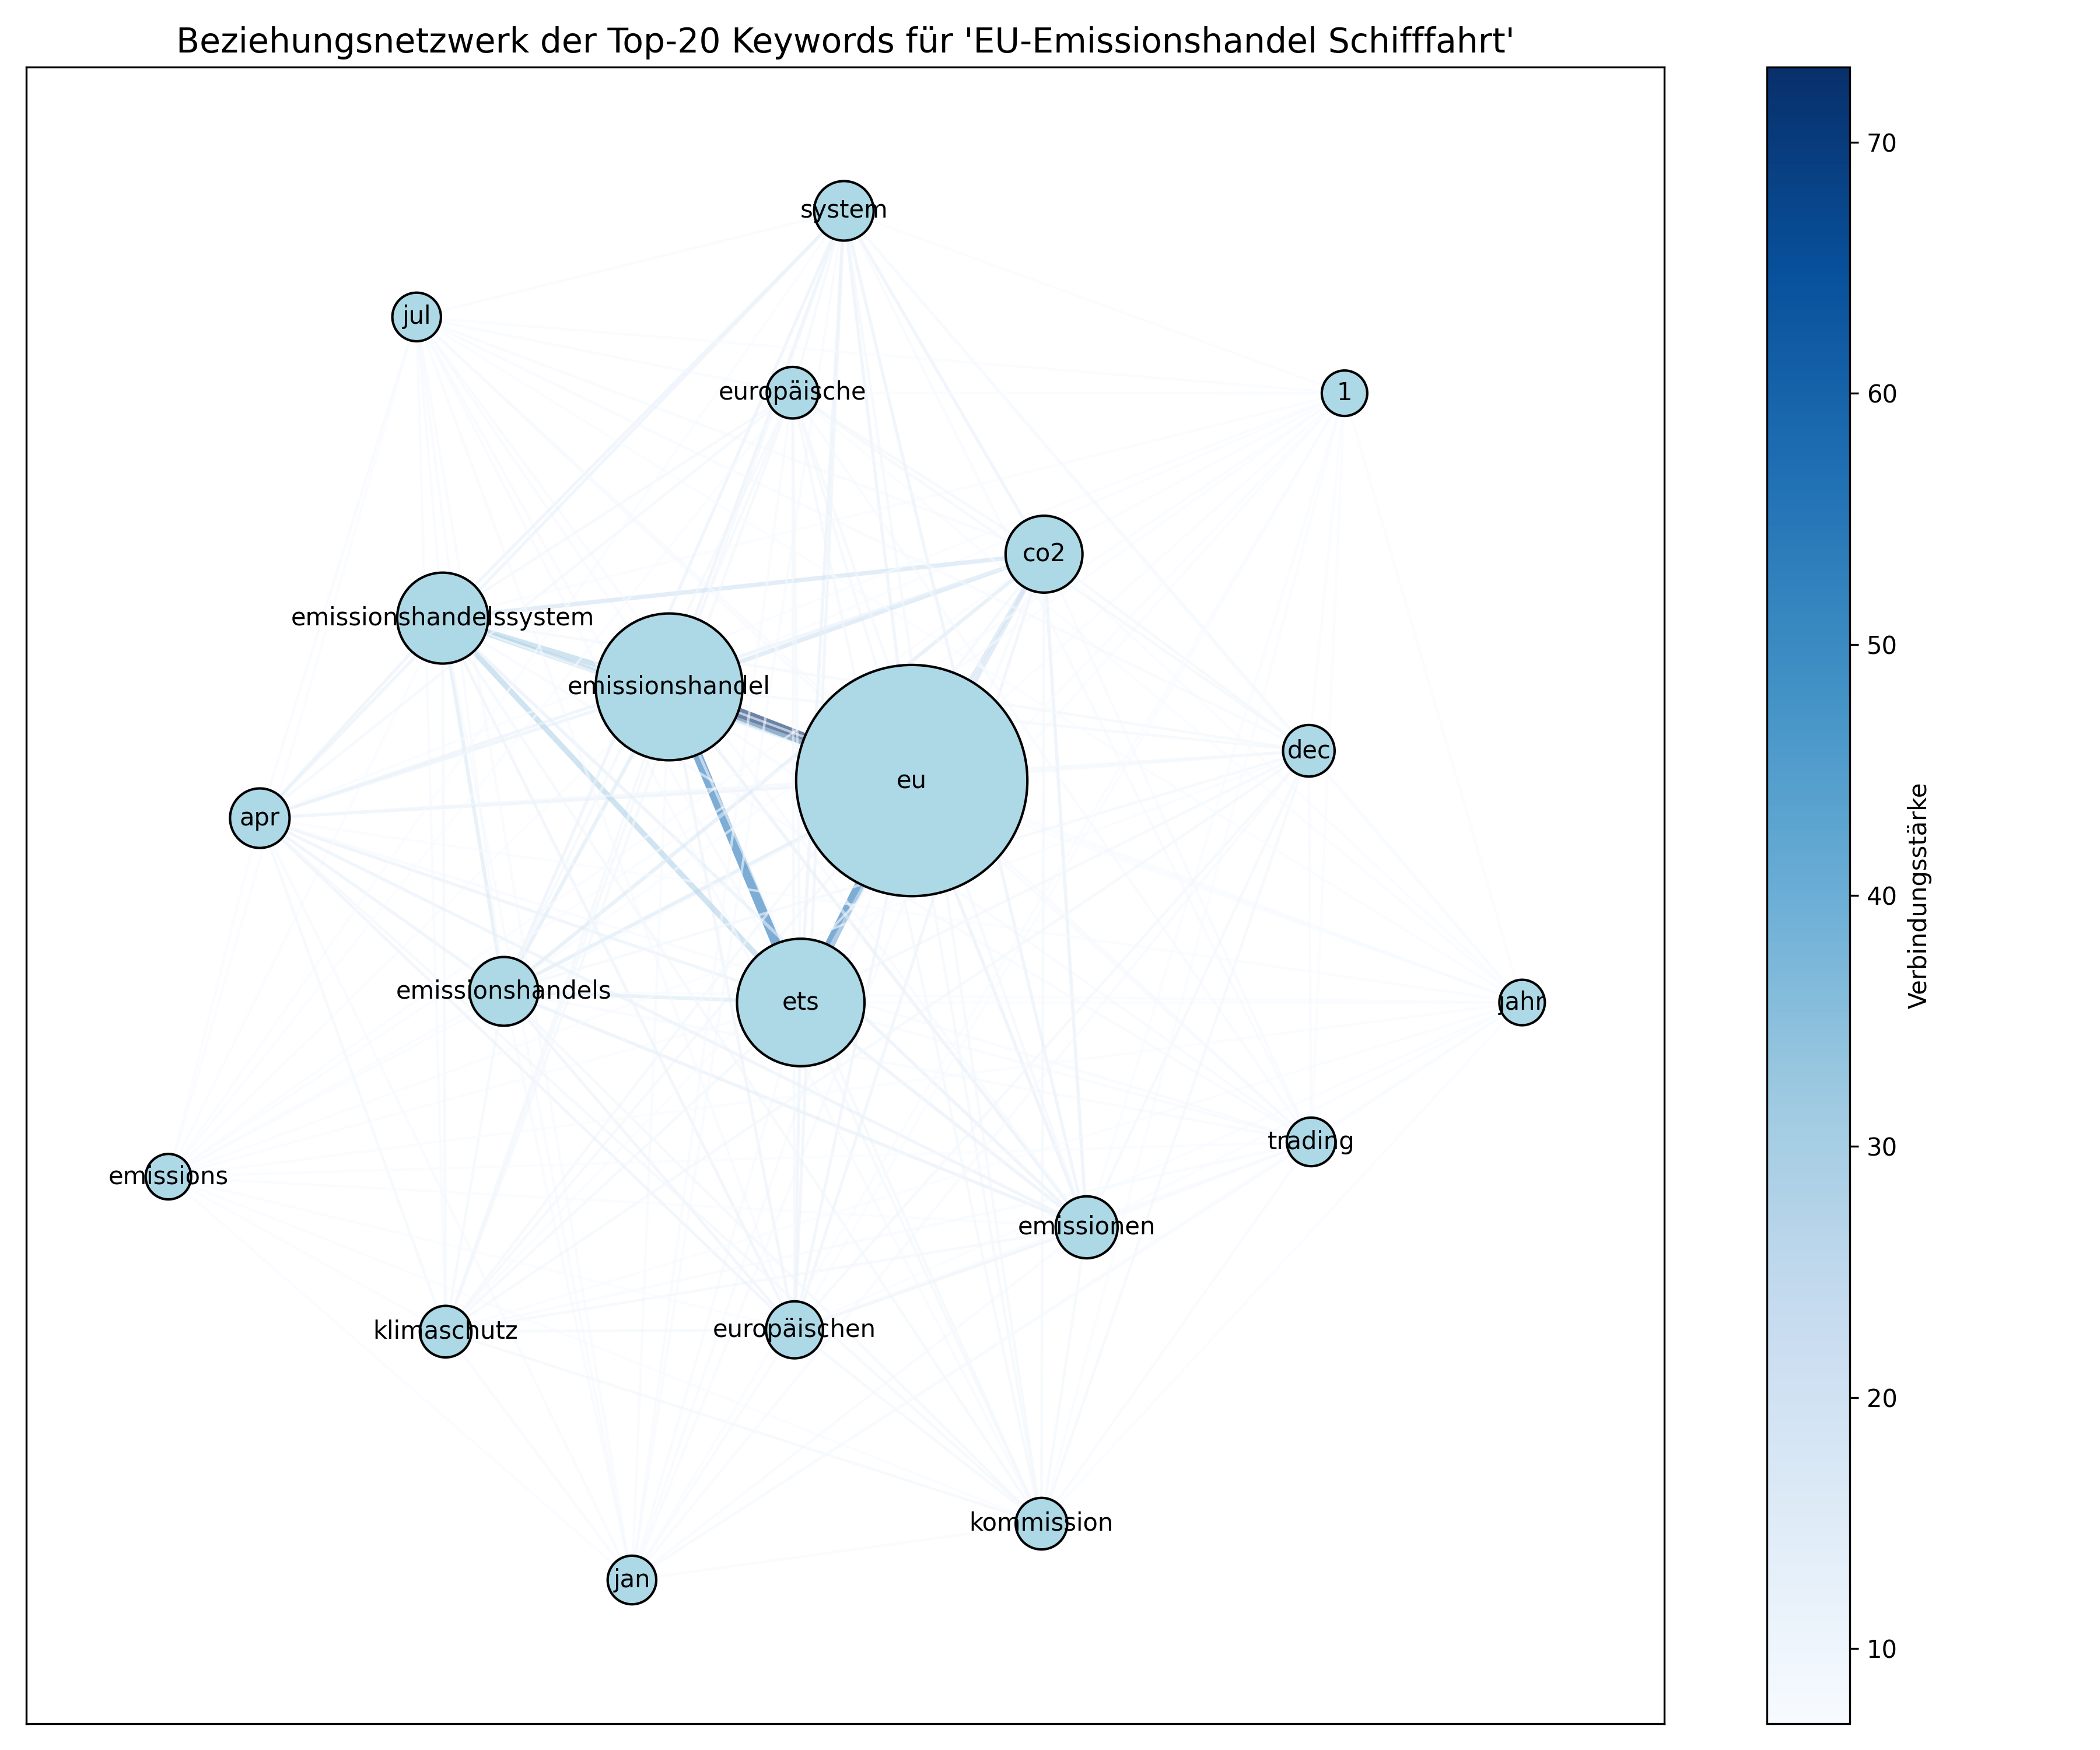 Beziehungsnetzwerk der Top-20 Keywords für 'EU-Emissionshandel Schifffahrt'
system
jul
europäische
1
co2
emissionshandelssystem
emissionshandel
eu
dec
apr
emissionshandels
ets
jahr
trading
emissions
emissionen
klimaschutz
europäischen
kommission
jan
70
60
50
40
30
20
10
Verbindungsstärke